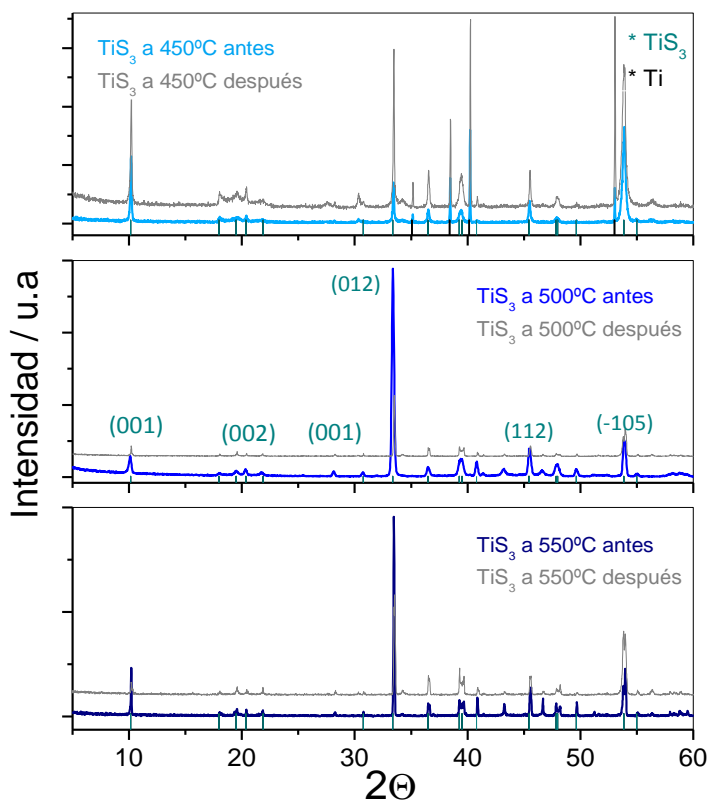 TiS3 a 450ºC antes
TiS3 a 450ºC después
* TiS3
* Ti
Intensidad / u.a
TiS3 a 500ºC antes
TiS3 a 500ºC después
(012)
(001)
(002)
(001)
(112)
(-105)
TiS3 a 550ºC antes
TiS3 a 550ºC después
10
20
30
40
50
60
2Θ